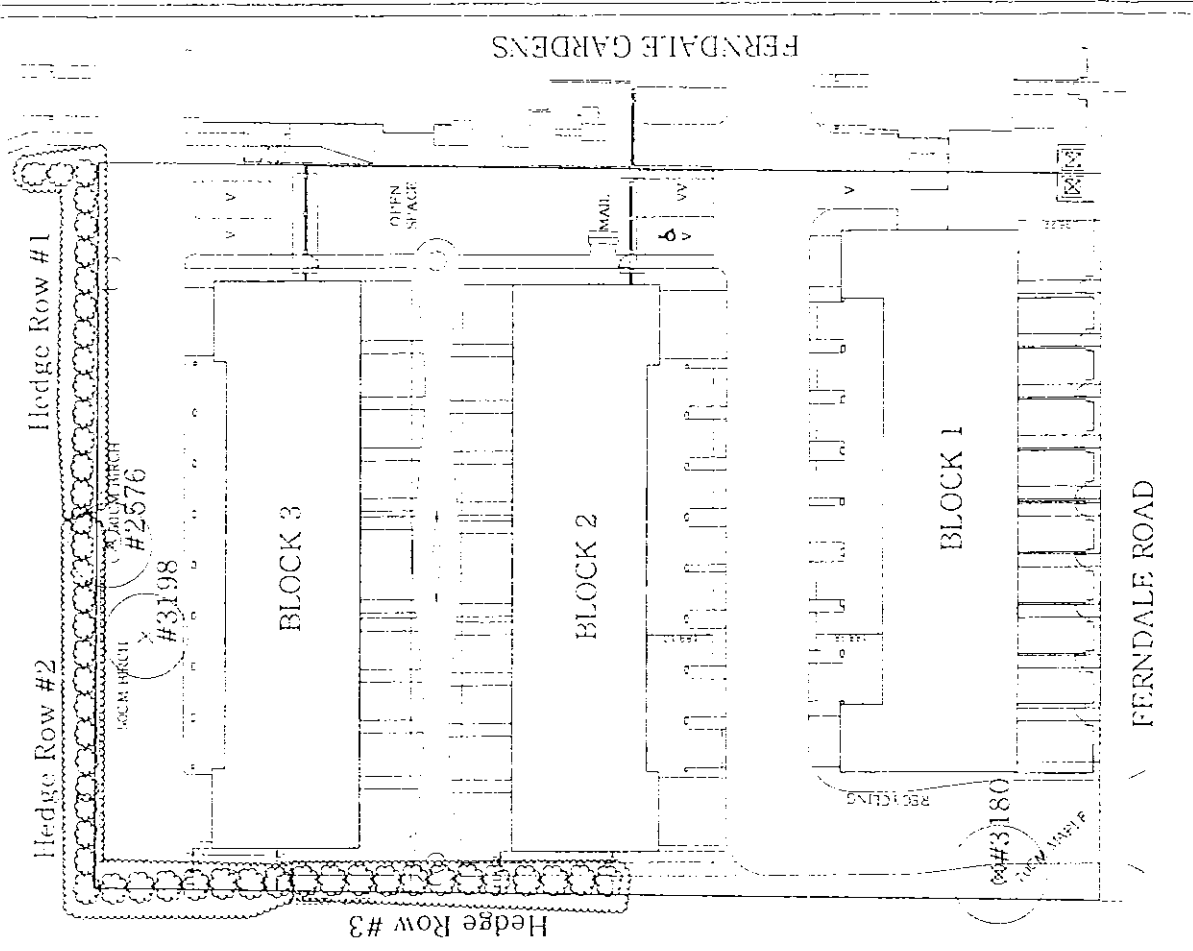 FERNDALE GARDENS
Hedge Row #1
V
V
OPEN
SPACE
MAIL
VV
V
V
#2576
Hedge Row #2
#3198
BLOCK 3
BLOCK 2
BLOCK 1
RECYCLING
#3180
Hedge Row #3
FERNDALE ROAD